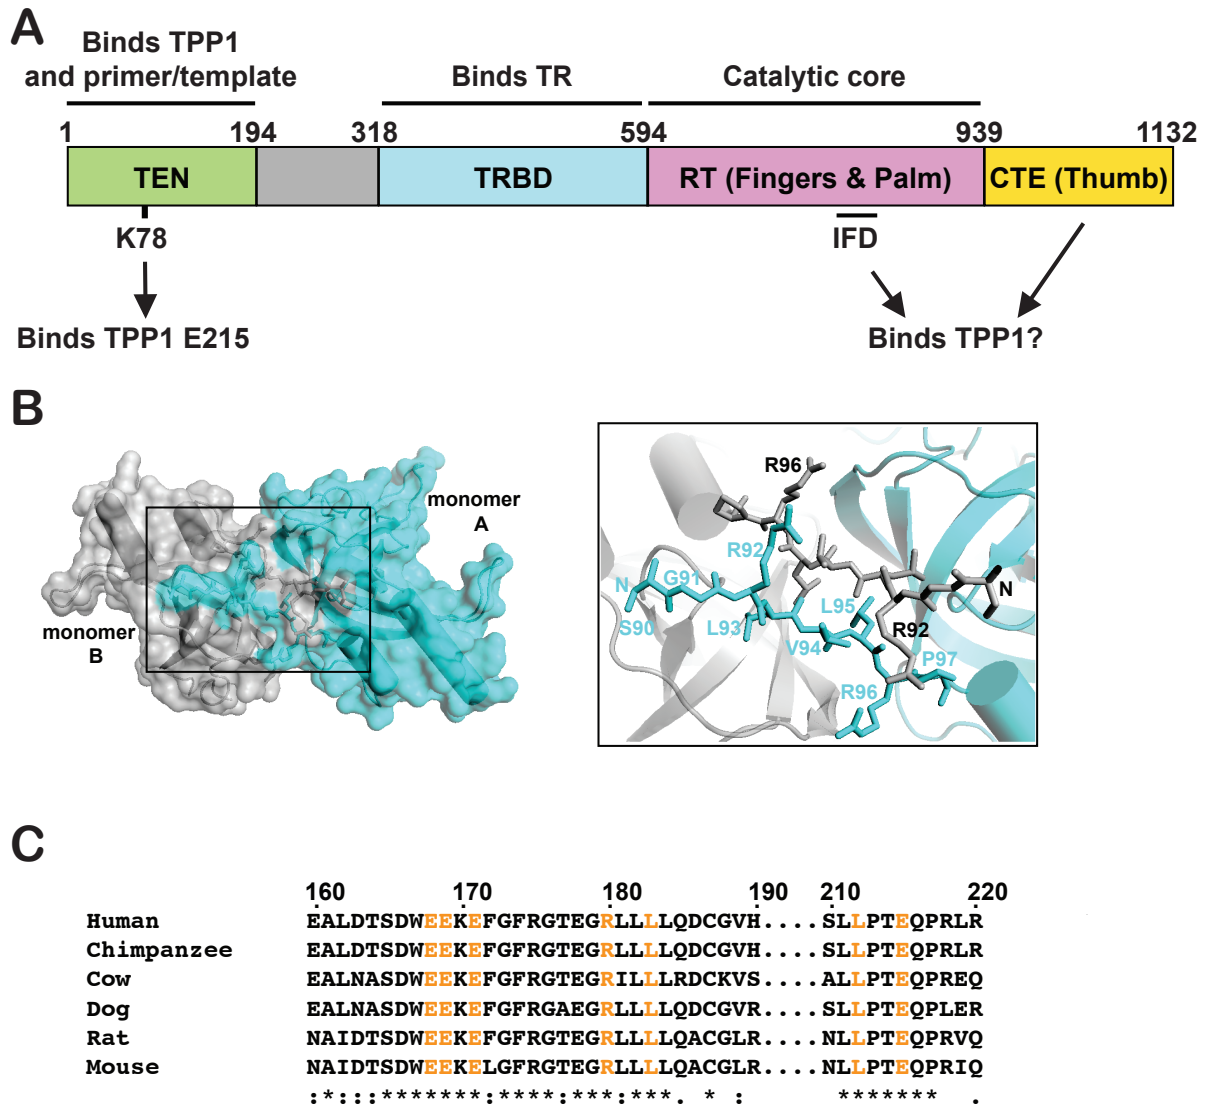 A
Binds TPP1
and primer/template
Binds TR
Catalytic core
1 194 318 594 939 1132
TEN TRBD RT (Fingers & Palm) CTE (Thumb)
K78 IFD
Binds TPP1 E215 Binds TPP1?
B
monomer
A
monomer
B
R96
R92
N G91
S90
L93
L95
V94
R92
N
P97
R96
C
160 170 180 190 210 220
Human EALDTSDWEEKEFGFRGTEGRLLLLQDCGVH....SLLPTEQPRLR
Chimpanzee EALDTSDWEEKEFGFRGTEGRLLLLQDCGVH....SLLPTEQPRLR
Cow EALNASDWEEKEFGFRGTEGRILLLRDCKVS....ALLPTEQPREQ
Dog EALNASDWEEKEFGFRGAEGRLLLLQDCGVR....SLLPTEQPLER
Rat NAIDTSDWEEKEFGFRGTEGRLLLLQACGLR....NLLPTEQPRVQ
Mouse NAIDTSDWEEKELGFRGTEGRLLLLQACGLR....NLLPTEQPRIQ
:*:::*******:****:***:***. * : ******* .